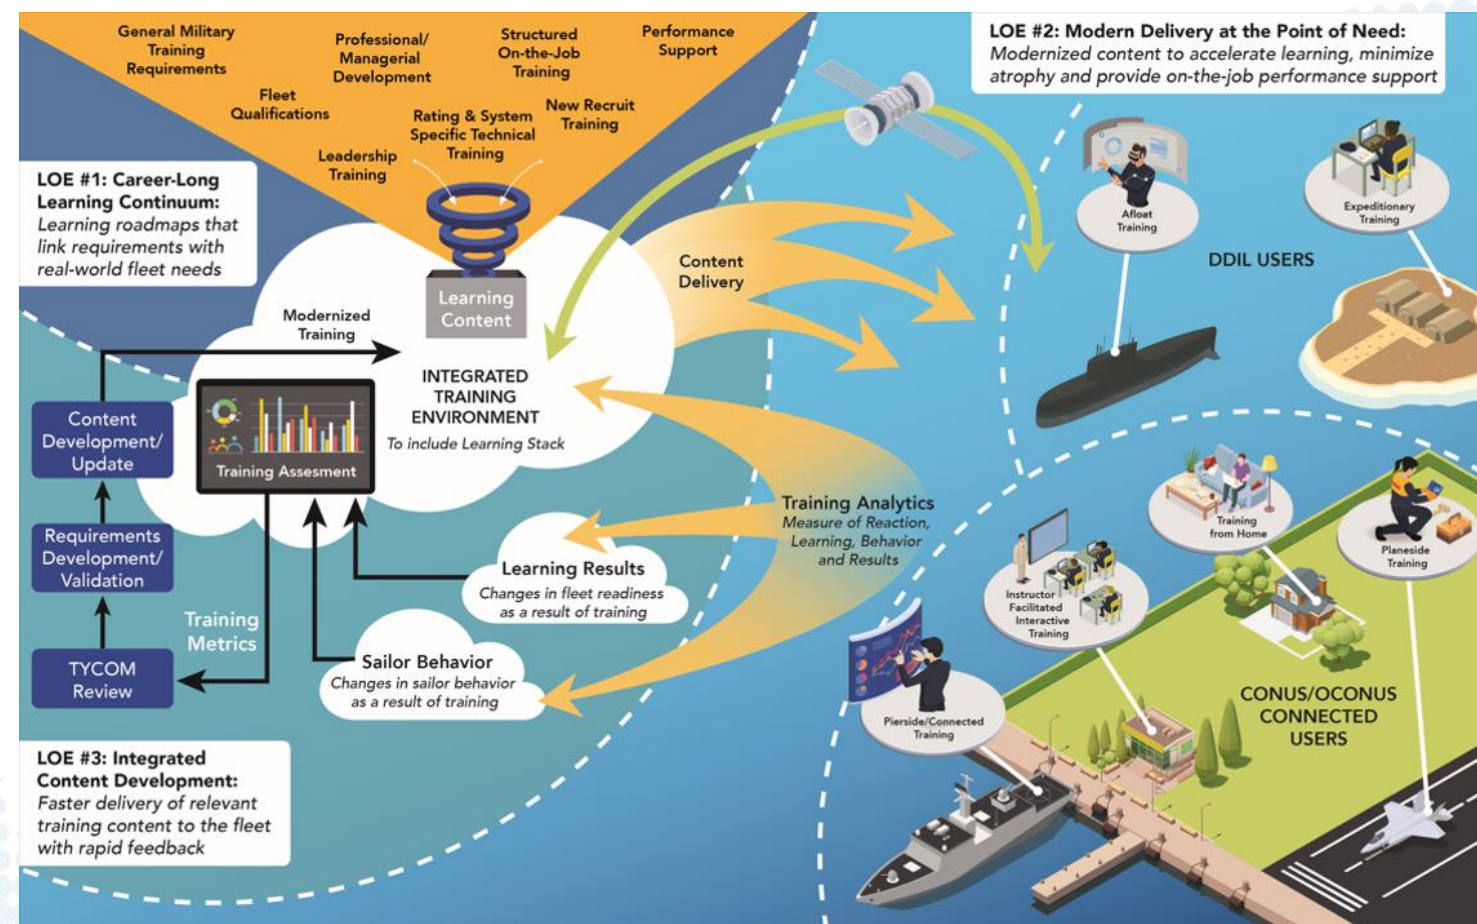 General Military
Training
Requirements
Professional/
Managerial
Development
Structured
On-the-Job
Training
Performance
Support
Fleet
Qualifications
Rating & System
Specific Technical
Training
New Recruit
Training
Leadership
Training
LOE #1: Career-Long
Learning Continuum:
Learning roadmaps that
link requirements with
real-world fleet needs
LOE #2: Modern Delivery at the Point of Need:
Modernized content to accelerate learning, minimize
atrophy and provide on-the-job performance support
Learning
Content
Modernized
Training
INTEGRATED
TRAINING
ENVIRONMENT
To include Learning Stack
Content
Delivery
Afloat
Training
Expeditionary
Training
DDIL USERS
Content
Development/
Update
Training Assesment
Requirements
Development/
Validation
Training
Metrics
TYCOM
Review
Learning Results
Changes in fleet readiness
as a result of training
Sailor Behavior
Changes in sailor behavior
as a result of training
Training Analytics
Measure of Reaction,
Learning, Behavior
and Results
Training
from Home
Planeside
Training
Instructor
Facilitated
Interactive
Training
Pierside/Connected
Training
CONUS/OCONUS
CONNECTED
USERS
LOE #3: Integrated
Content Development:
Faster delivery of relevant
training content to the fleet
with rapid feedback